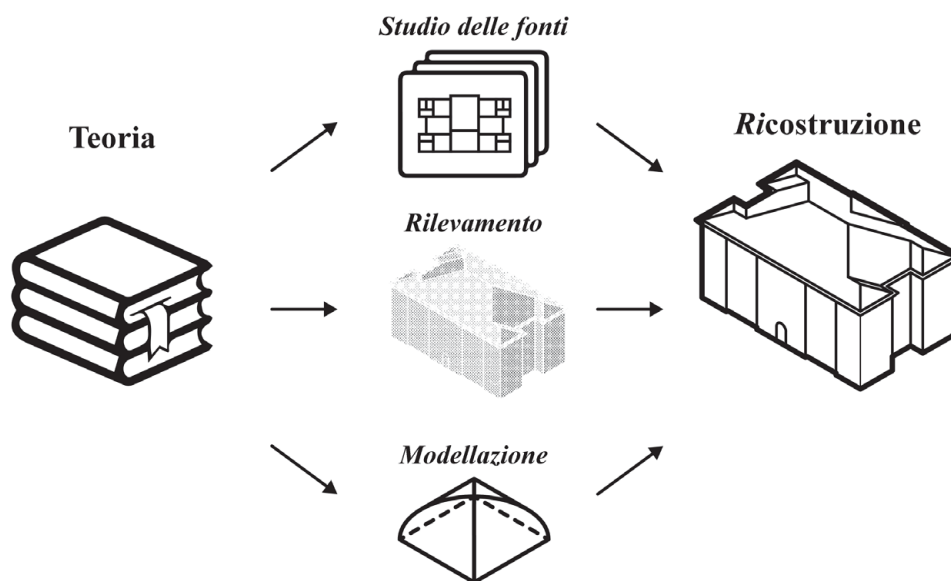 Studio delle fonti
Teoria
Ricostruzione
Rilevamento
Modellazione